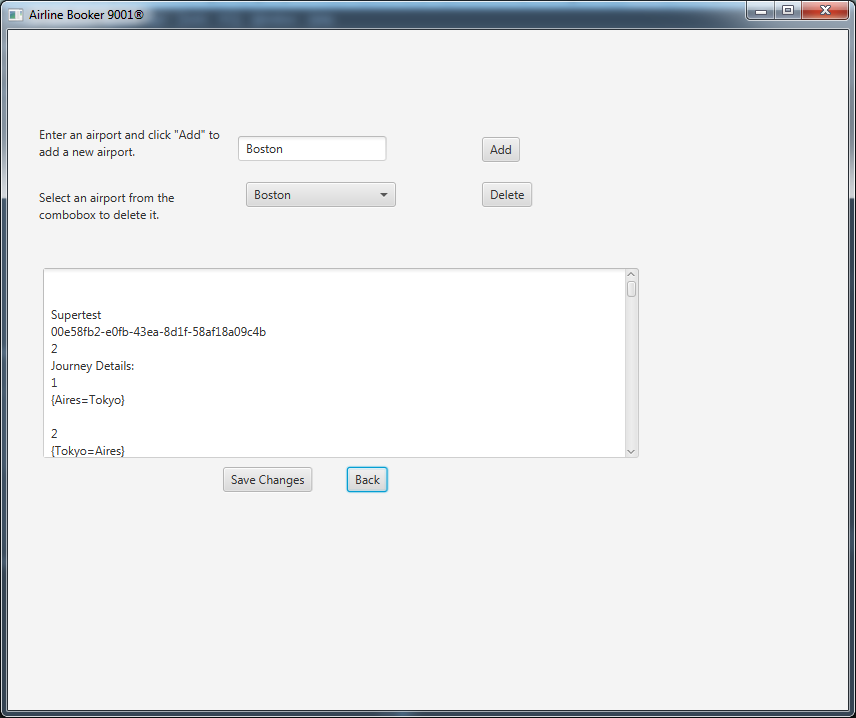 Airline Booker 9001®
Enter an airport and click "Add" to
add a new airport.
Boston
Add
Select an airport from the
combobox to delete it.
Boston
Delete
Supertest
00e58fb2-e0fb-43ea-8d1f-58af18a09c4b
2
Journey Details:
1
{Aires=Tokyo}
2
{Tokyo=Aires}
Save Changes
Back